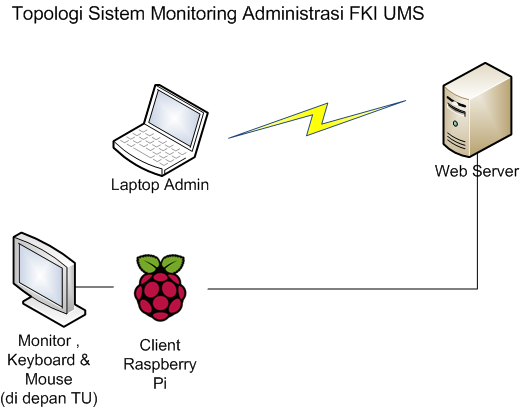 Topologi Sistem Monitoring Administrasi FKI UMS
Laptop Admin
Web Server
Monitor ,
Keyboard &
Mouse
(di depan TU)
Client
Raspberry
Pi